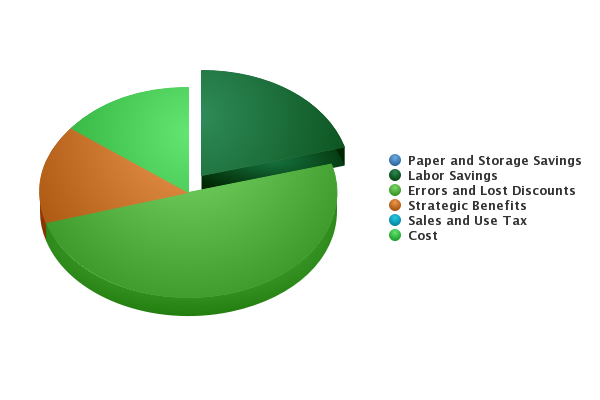 Paper and Storage Savings
Labor Savings
Errors and Lost Discounts
Strategic Benefits
Sales and Use Tax
Cost